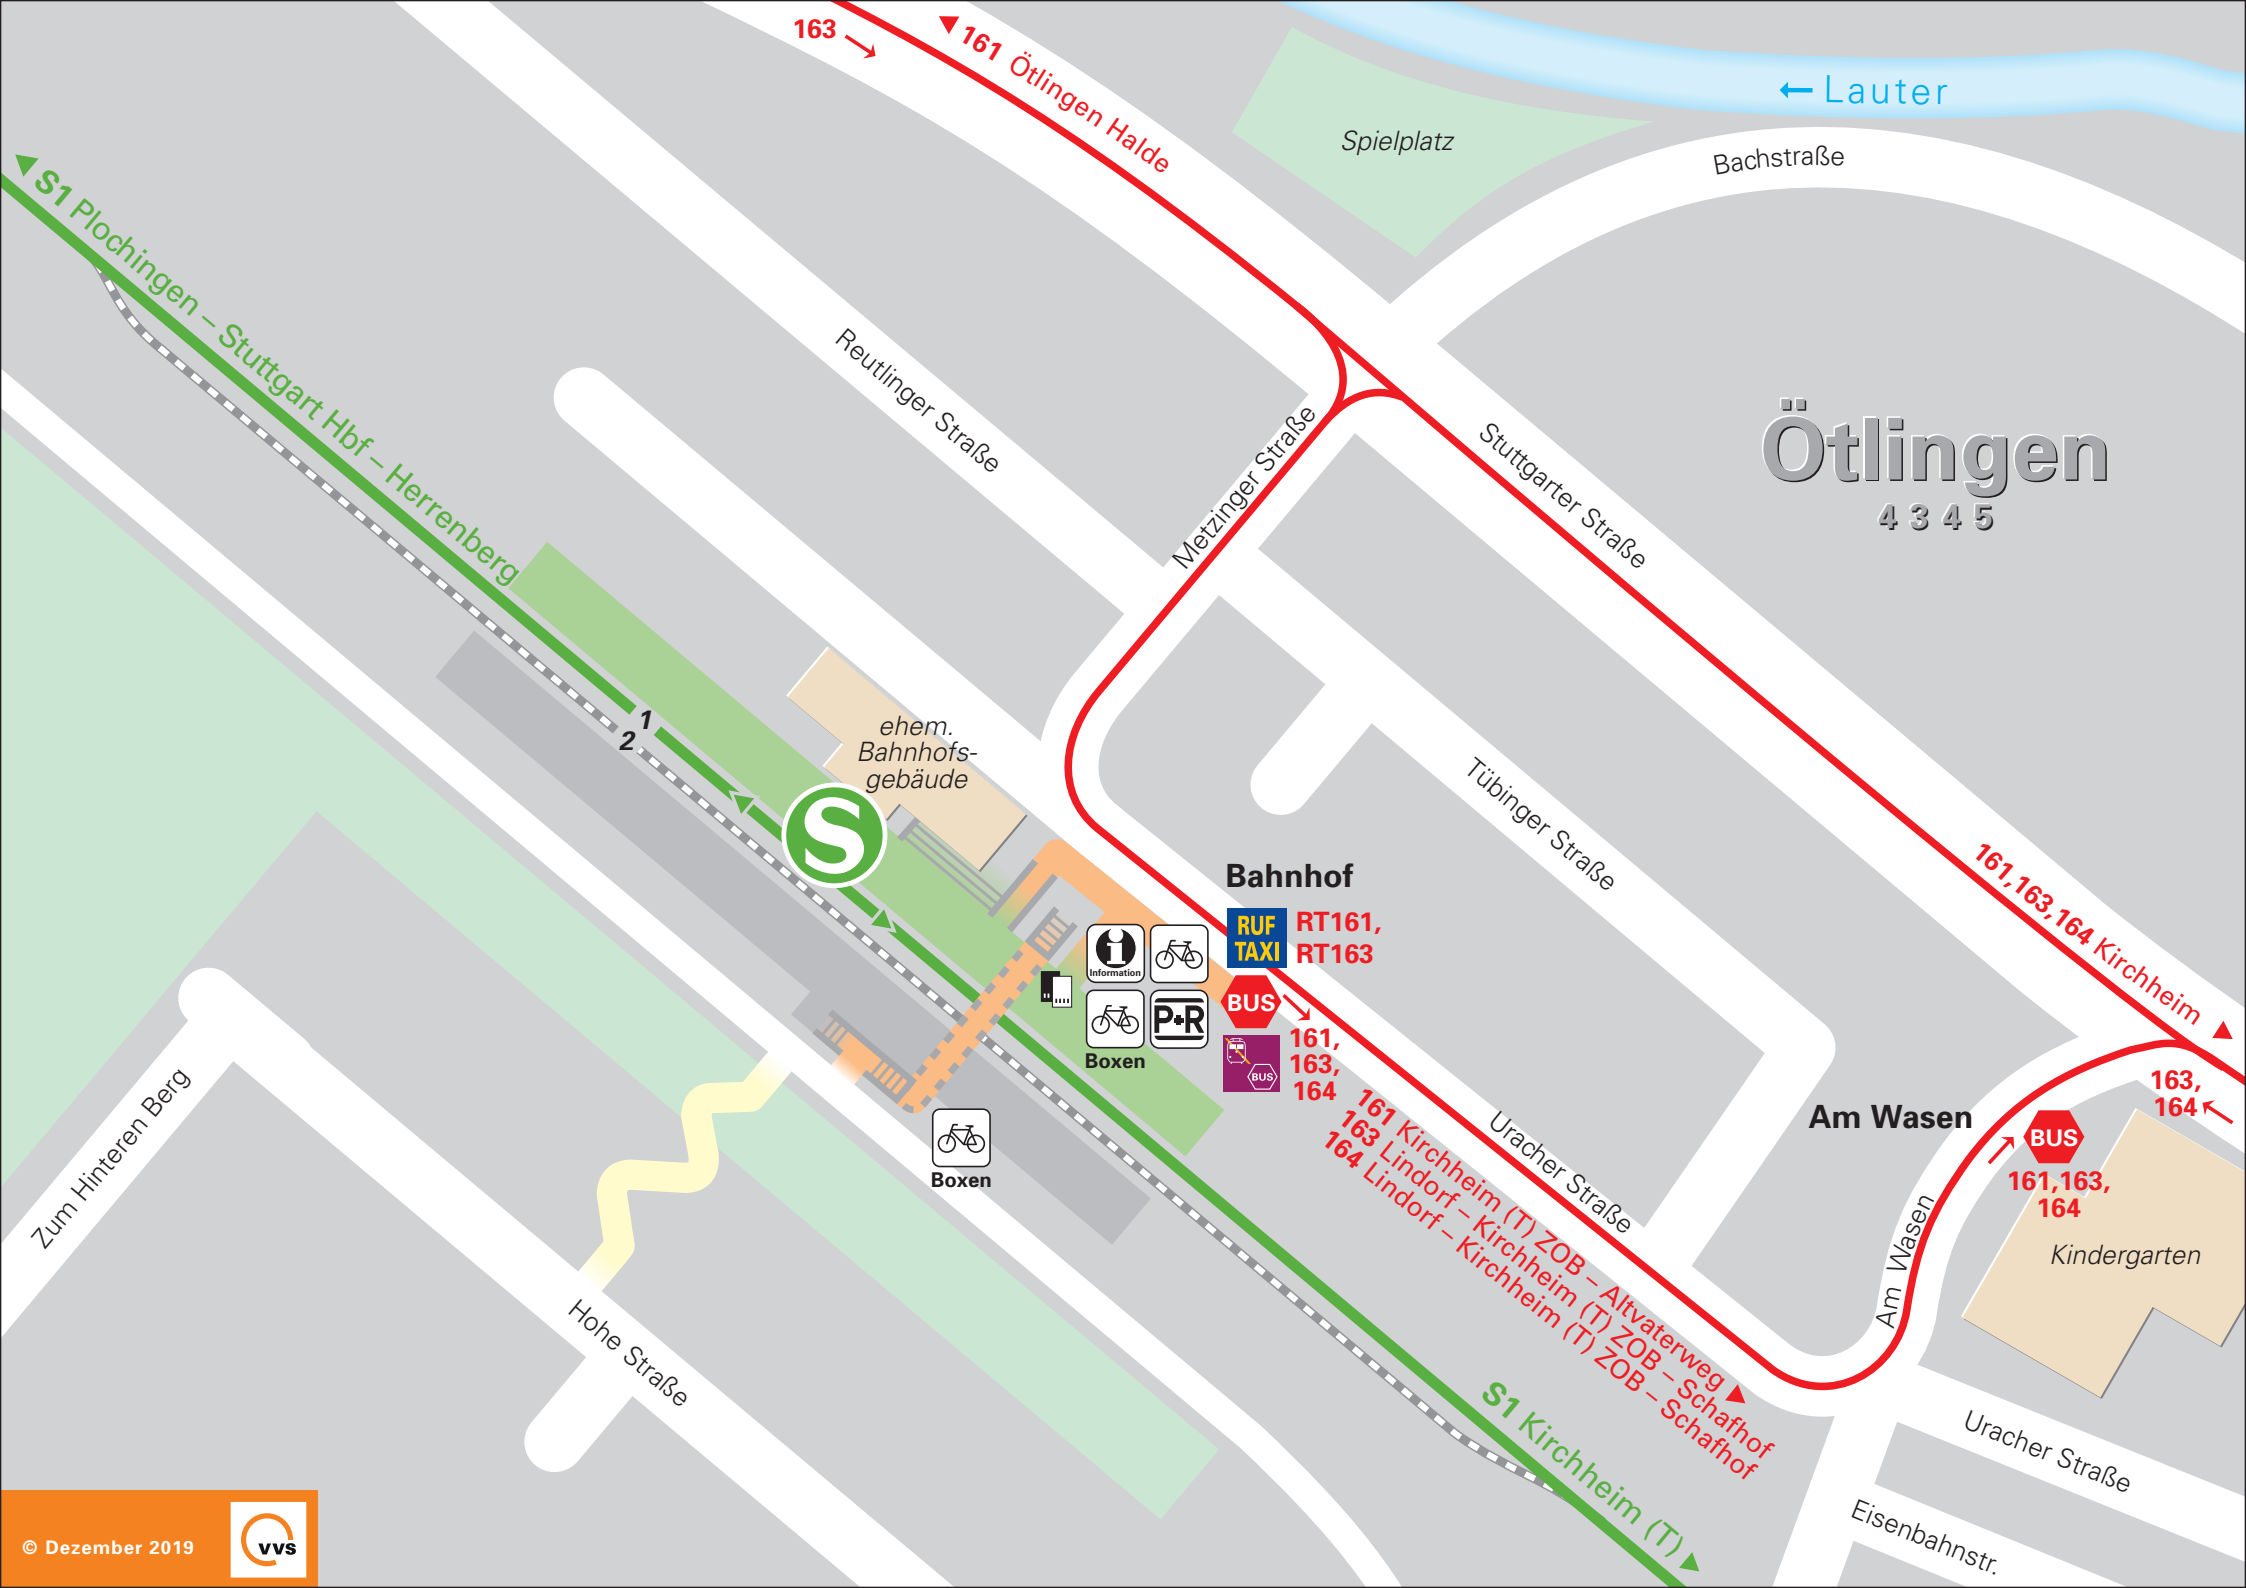 163
161 Ötlingen Halde
← Lauter
Spielplatz
Bachstraße
S1 Plochingen – Stuttgart Hbf – Herrenberg
Reutlinger Straße
Metzinger Straße
Stuttgarter Straße
Ötlingen
4345
1
2
ehem.
Bahnhofs-
gebäude
S
Tübinger Straße
Bahnhof
RUF
TAXI
RT161,
RT163
161,163,164 Kirchheim
i
Information
P+R
Boxen
BUS
161,
163,
164
BUS
161 Kirchheim (T) ZOB – Altvaterweg
163 Lindorf – Kirchheim (T) ZOB – Schafhof
164 Lindorf – Kirchheim (T) ZOB – Schafhof
Uracher Straße
Am Wasen
163,
164
BUS
161,163,
164
Kindergarten
Am Wasen
Boxen
Zum Hinteren Berg
Hohe Straße
S1 Kirchheim (T)
Uracher Straße
Eisenbahnstr.
© Dezember 2019
vvs